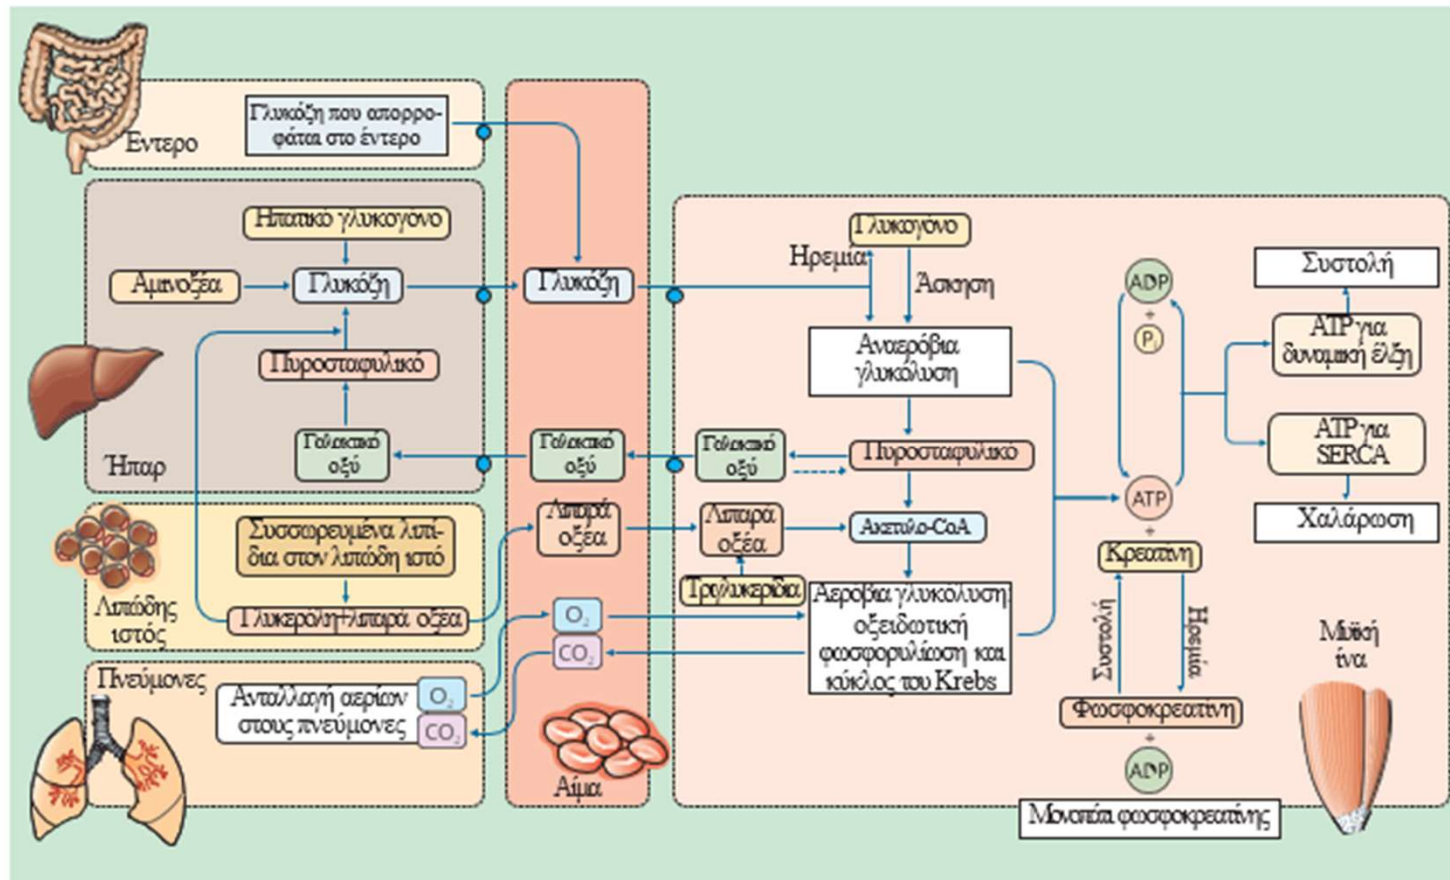 Έντερο
Γλυκόζη που απορρο-
φάται στο έντερο
Ηπατικό γλυκογόνο
Αμινοξέα
Γλυκόζη
Πυροσταφυλικό
Γαλακτικό
οξύ
Ήπαρ
Συσσωρευμένα λιπί-
δια στον λιπώδη ιστό
Γλυκερόλη+λιπαρά οξέα
Λιπώδης
ιστός
Πνεύμονες
Ανταλλαγή αερίων
στους πνεύμονες
O₂
CO₂
Γλυκόζη
Γαλακτικό
οξύ
Λιπαρά
οξέα
O₂
CO₂
Αίμα
Γλυκογόνο
Ηρεμία
Άσκηση
Αναερόβια
γλυκόλυση
Γαλακτικό
οξύ
Πυροσταφυλικό
Λιπαρά
οξέα
Ακετυλο-CoA
Τριγλυκερίδια
Αερόβια γλυκόλυση:
οξειδωτική
φωσφορυλίωση και
κύκλος του Krebs
ADP
+
Pᵢ
ATP
+
Κρεατίνη
Συστολή
Ηρεμία
Φωσφοκρεατίνη
+
ADP
Μονοπάτι φωσφοκρεατίνης
Συστολή
ATP για
δυναμική έλξη
ATP για
SERCA
Χαλάρωση
Μυϊκή
ίνα